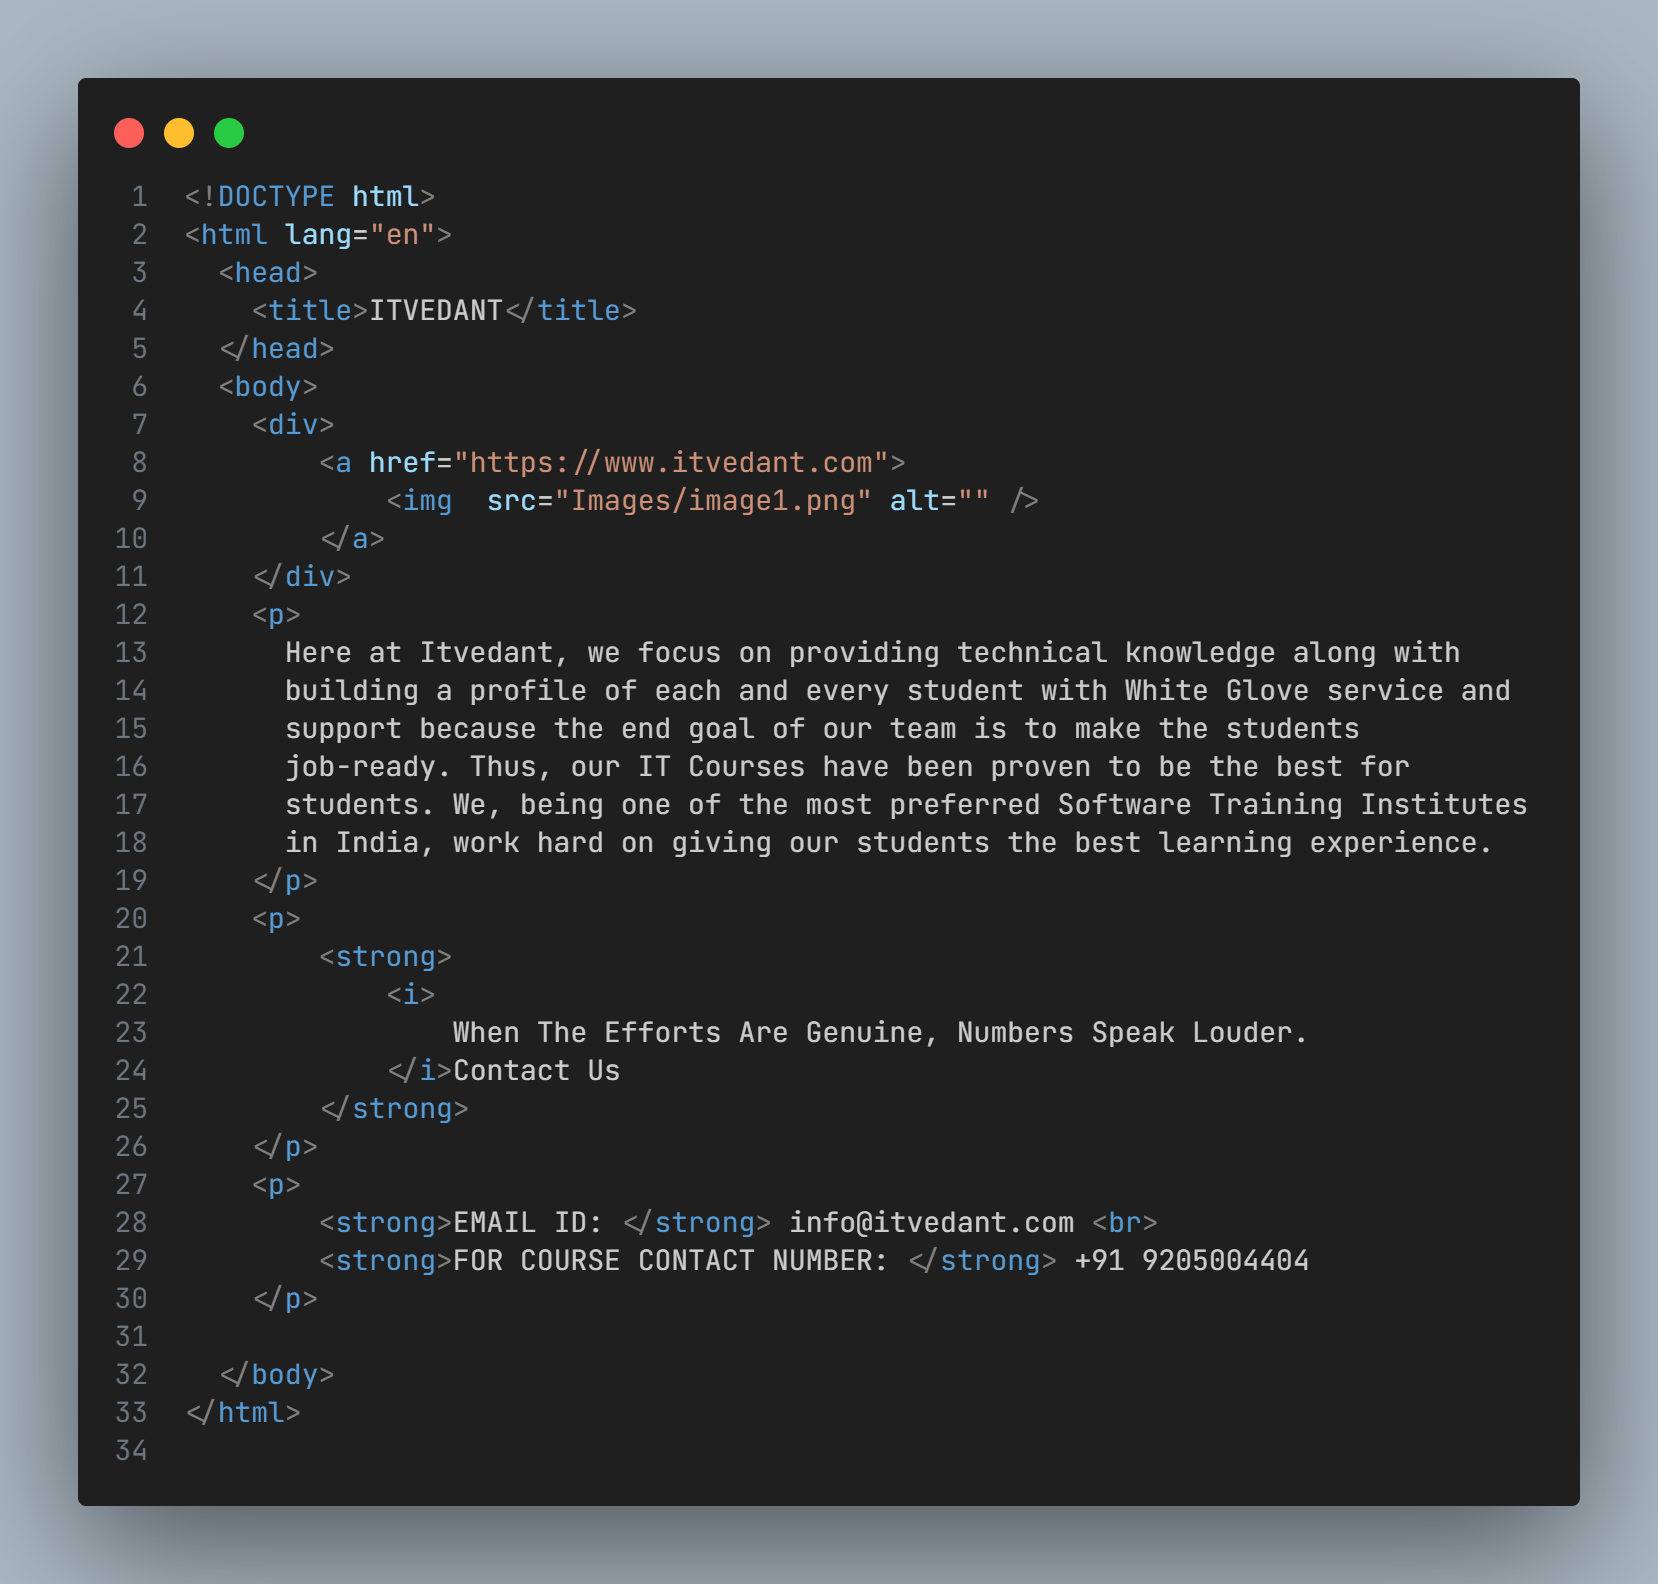 1 <!DOCTYPE html>
2 <html lang="en">
3   <head>
4     <title>ITVEDANT</title>
5   </head>
6   <body>
7     <div>
8         <a href="https://www.itvedant.com">
9             <img  src="Images/image1.png" alt="" />
10         </a>
11     </div>
12     <p>
13       Here at Itvedant, we focus on providing technical knowledge along with
14       building a profile of each and every student with White Glove service and
15       support because the end goal of our team is to make the students
16       job-ready. Thus, our IT Courses have been proven to be the best for
17       students. We, being one of the most preferred Software Training Institutes
18       in India, work hard on giving our students the best learning experience.
19     </p>
20     <p>
21         <strong>
22             <i>
23                 When The Efforts Are Genuine, Numbers Speak Louder.
24             </i>Contact Us
25         </strong>
26     </p>
27     <p>
28         <strong>EMAIL ID: </strong> info@itvedant.com <br>
29         <strong>FOR COURSE CONTACT NUMBER: </strong> +91 9205004404
30     </p>
31
32   </body>
33 </html>
34